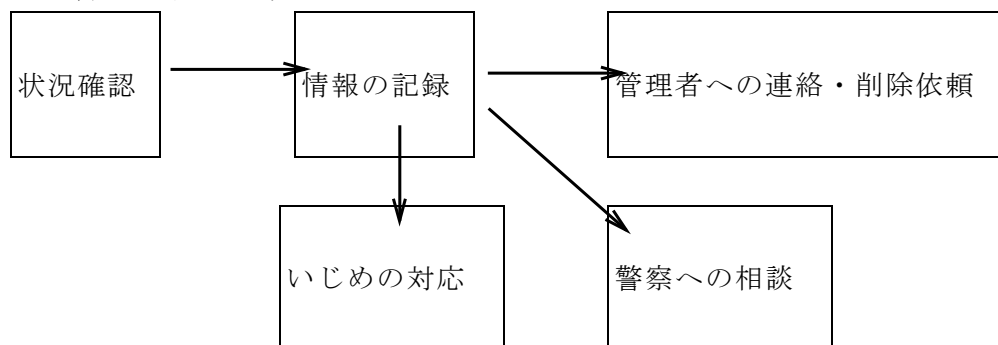 状況確認
情報の記録
管理者への連絡・削除依頼
いじめの対応
警察への相談